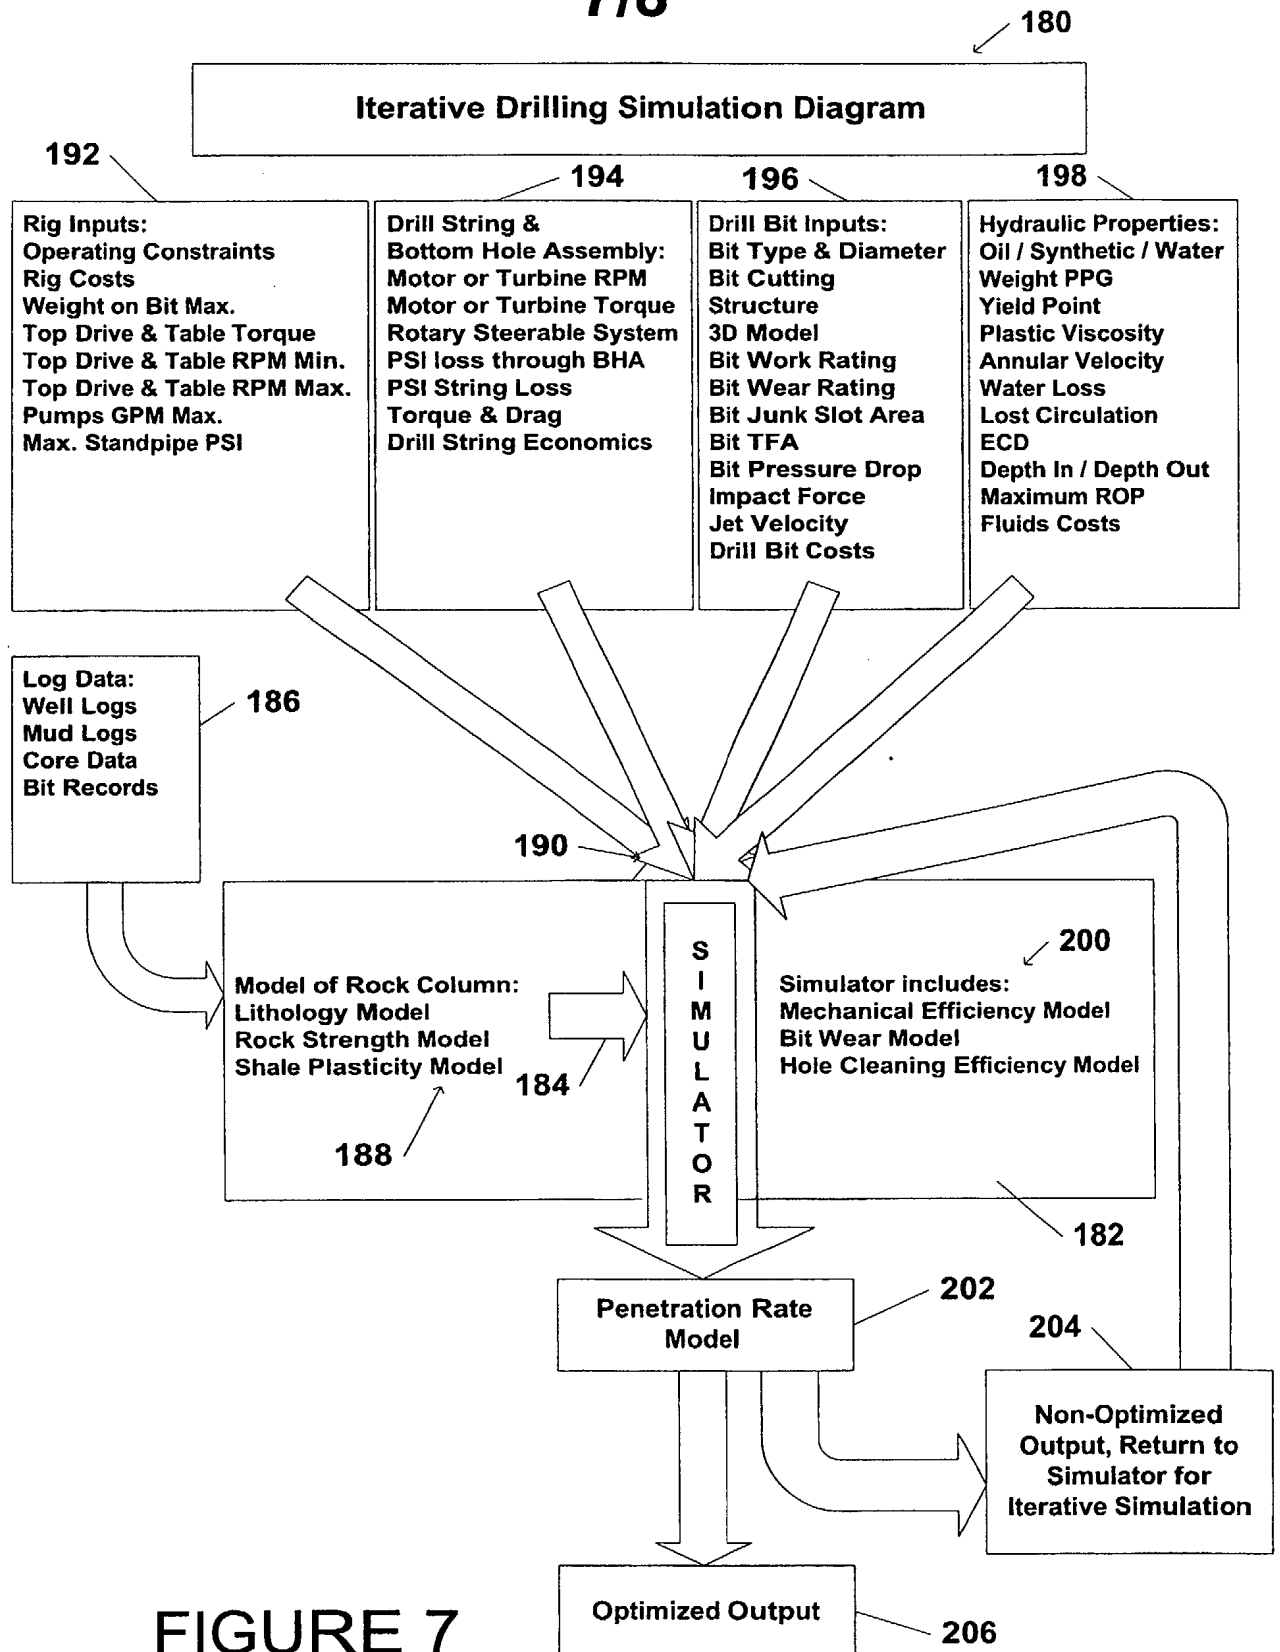 7/8
180
Iterative Drilling Simulation Diagram
192
194
196
198
Rig Inputs:
Operating Constraints
Rig Costs
Weight on Bit Max.
Top Drive & Table Torque
Top Drive & Table RPM Min.
Top Drive & Table RPM Max.
Pumps GPM Max.
Max. Standpipe PSI
Drill String &
Bottom Hole Assembly:
Motor or Turbine RPM
Motor or Turbine Torque
Rotary Steerable System
PSI loss through BHA
PSI String Loss
Torque & Drag
Drill String Economics
Drill Bit Inputs:
Bit Type & Diameter
Bit Cutting
Structure
3D Model
Bit Work Rating
Bit Wear Rating
Bit Junk Slot Area
Bit TFA
Bit Pressure Drop
Impact Force
Jet Velocity
Drill Bit Costs
Hydraulic Properties:
Oil / Synthetic / Water
Weight PPG
Yield Point
Plastic Viscosity
Annular Velocity
Water Loss
Lost Circulation
ECD
Depth In / Depth Out
Maximum ROP
Fluids Costs
Log Data:
Well Logs
Mud Logs
Core Data
Bit Records
186
190
Model of Rock Column:
Lithology Model
Rock Strength Model
Shale Plasticity Model
184
188
SIMULATOR
200
Simulator includes:
Mechanical Efficiency Model
Bit Wear Model
Hole Cleaning Efficiency Model
182
Penetration Rate
Model
202
204
Non-Optimized
Output, Return to
Simulator for
Iterative Simulation
Optimized Output
206
FIGURE 7